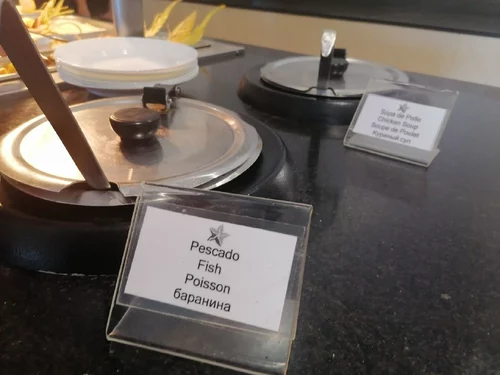 Pescado
Fish
Poisson
баранина
Sopa de Pollo
Chicken Soup
Soupe de Poulet
Куриный суп